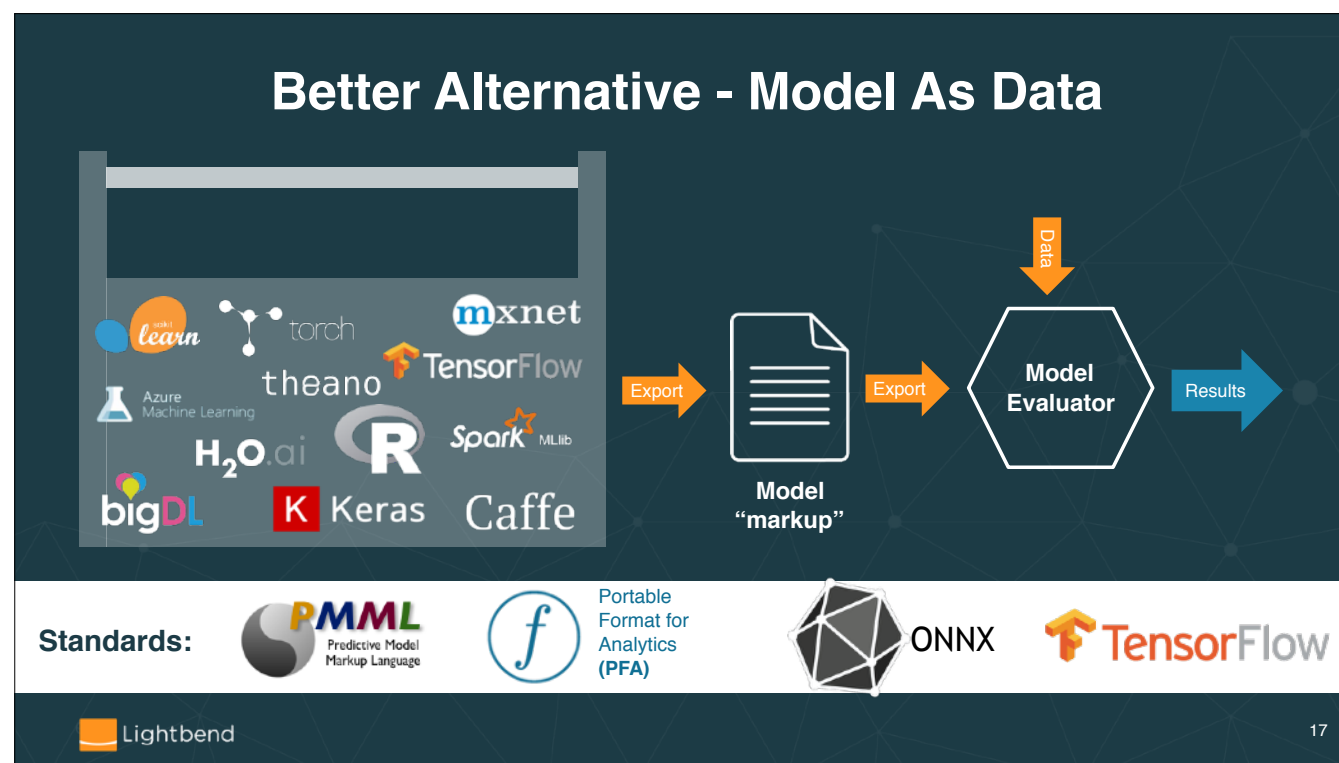 Better Alternative - Model As Data
scikit
learn
torch
mxnet
theano
TensorFlow
Azure
Machine Learning
H2O.ai
R
Spark MLlib
bigDL
K Keras
Caffe
Export
Model
“markup”
Export
Data
Model
Evaluator
Results
Standards:
PMML
Predictive Model
Markup Language
f
Portable
Format for
Analytics
(PFA)
ONNX
TensorFlow
Lightbend
17